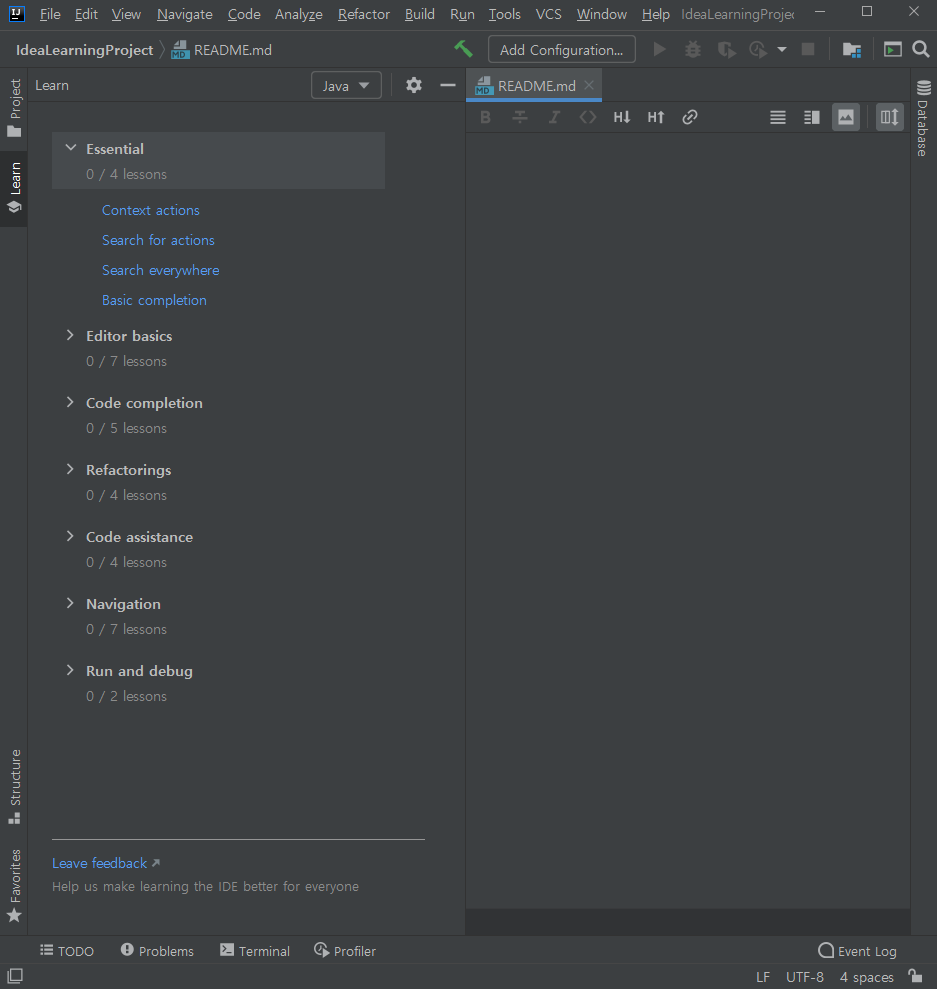 IJ File Edit View Navigate Code Analyze Refactor Build Run Tools VCS Window Help IdeaLearningProjec
IdeaLearningProject README.md Add Configuration...
Project
Learn
Structure
Favorites
Learn Java
Essential
0 / 4 lessons
Context actions
Search for actions
Search everywhere
Basic completion
Editor basics
0 / 7 lessons
Code completion
0 / 5 lessons
Refactorings
0 / 4 lessons
Code assistance
0 / 4 lessons
Navigation
0 / 7 lessons
Run and debug
0 / 2 lessons
Leave feedback
Help us make learning the IDE better for everyone
MD README.md
B I H H
Database
TODO Problems Terminal Profiler Event Log
LF UTF-8 4 spaces